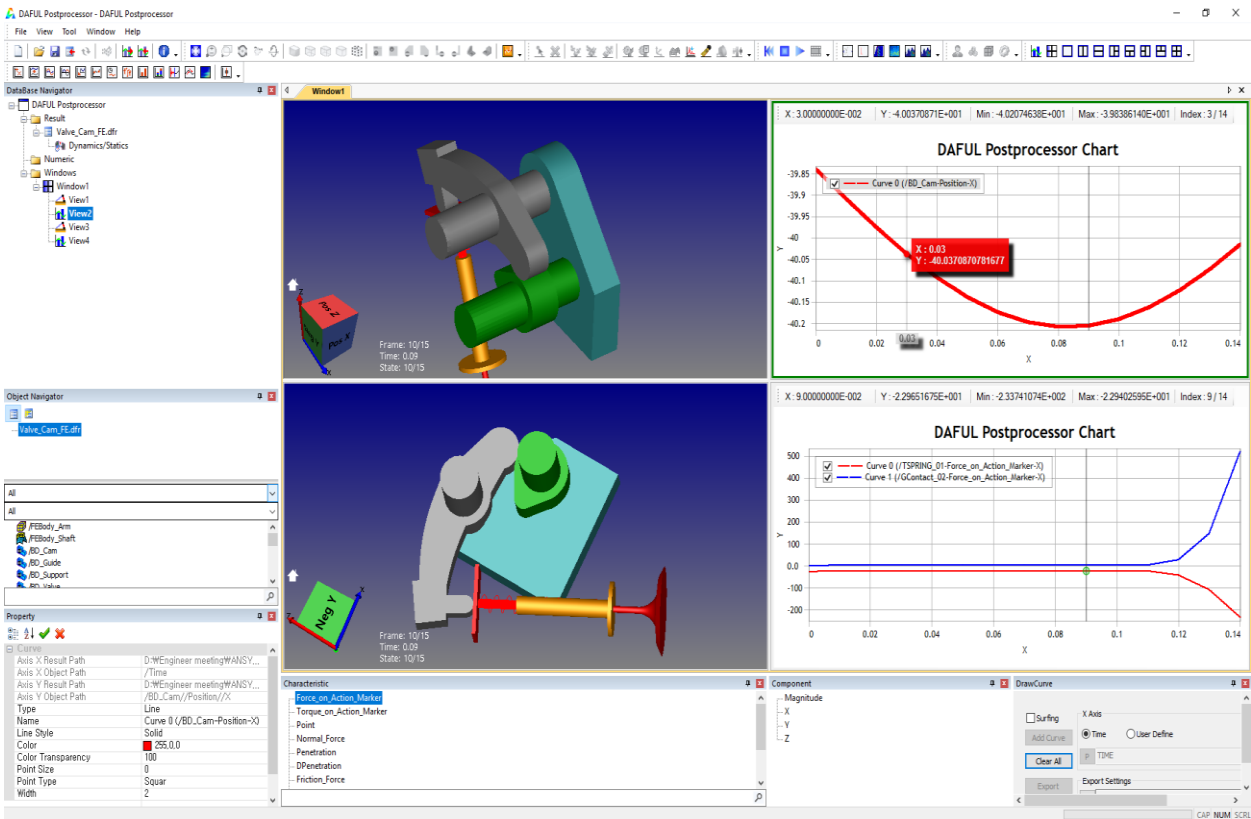 DAFUL Postprocessor - DAFUL Postprocessor
File View Tool Window Help
DataBase Navigator
DAFUL Postprocessor
Result
Valve_Cam_FE.dfr
Dynamics/Statics
Numeric
Windows
Window1
View1
View2
View3
View4
Object Navigator
Valve_Cam_FE.dfr
All
All
/FEBody_Arm
/FEBody_Shaft
/BD_Cam
/BD_Guide
/BD_Support
/BD_Valve
Property
Curve
Axis X Result Path D:₩Engineer meeting₩ANSY...
Axis X Object Path /Time
Axis Y Result Path D:₩Engineer meeting₩ANSY...
Axis Y Object Path /BD_Cam//Position//X
Type Line
Name Curve 0 (/BD_Cam-Position-X)
Line Style Solid
Color 255,0,0
Color Transparency 100
Point Size 0
Point Type Squar
Width 2
Window1
Pos Z
Pos X
Z
X
Frame: 10/15
Time: 0.09
State: 10/15
X : 3.00000000E-002 Y : -4.00370871E+001 Min : -4.02074638E+001 Max : -3.98386140E+001 Index : 3 / 14
DAFUL Postprocessor Chart
Curve 0 (/BD_Cam-Position-X)
-39.85
-39.9
-39.95
-40
-40.05
-40.1
-40.15
-40.2
Y
X : 0.03
Y : -40.0370870781677
0 0.02 0.03 0.04 0.06 0.08 0.1 0.12 0.14
X
Neg Y
Z
X
Frame: 10/15
Time: 0.09
State: 10/15
X : 9.00000000E-002 Y : -2.29651675E+001 Min : -2.33741074E+002 Max : -2.29402595E+001 Index : 9 / 14
DAFUL Postprocessor Chart
Curve 0 (/TSPRING_01-Force_on_Action_Marker-X)
Curve 1 (/GContact_02-Force_on_Action_Marker-X)
500
400
300
200
100
0.0
-100
-200
Y
0 0.02 0.04 0.06 0.08 0.1 0.12 0.14
X
Characteristic
Force_on_Action_Marker
Torque_on_Action_Marker
Point
Normal_Force
Penetration
DPenetration
Friction_Force
Component
Magnitude
X
Y
Z
DrawCurve
Surfing
Add Curve
Clear All
Export
X Axis
Time User Define
P TIME
Export Settings
CAP NUM SCRL